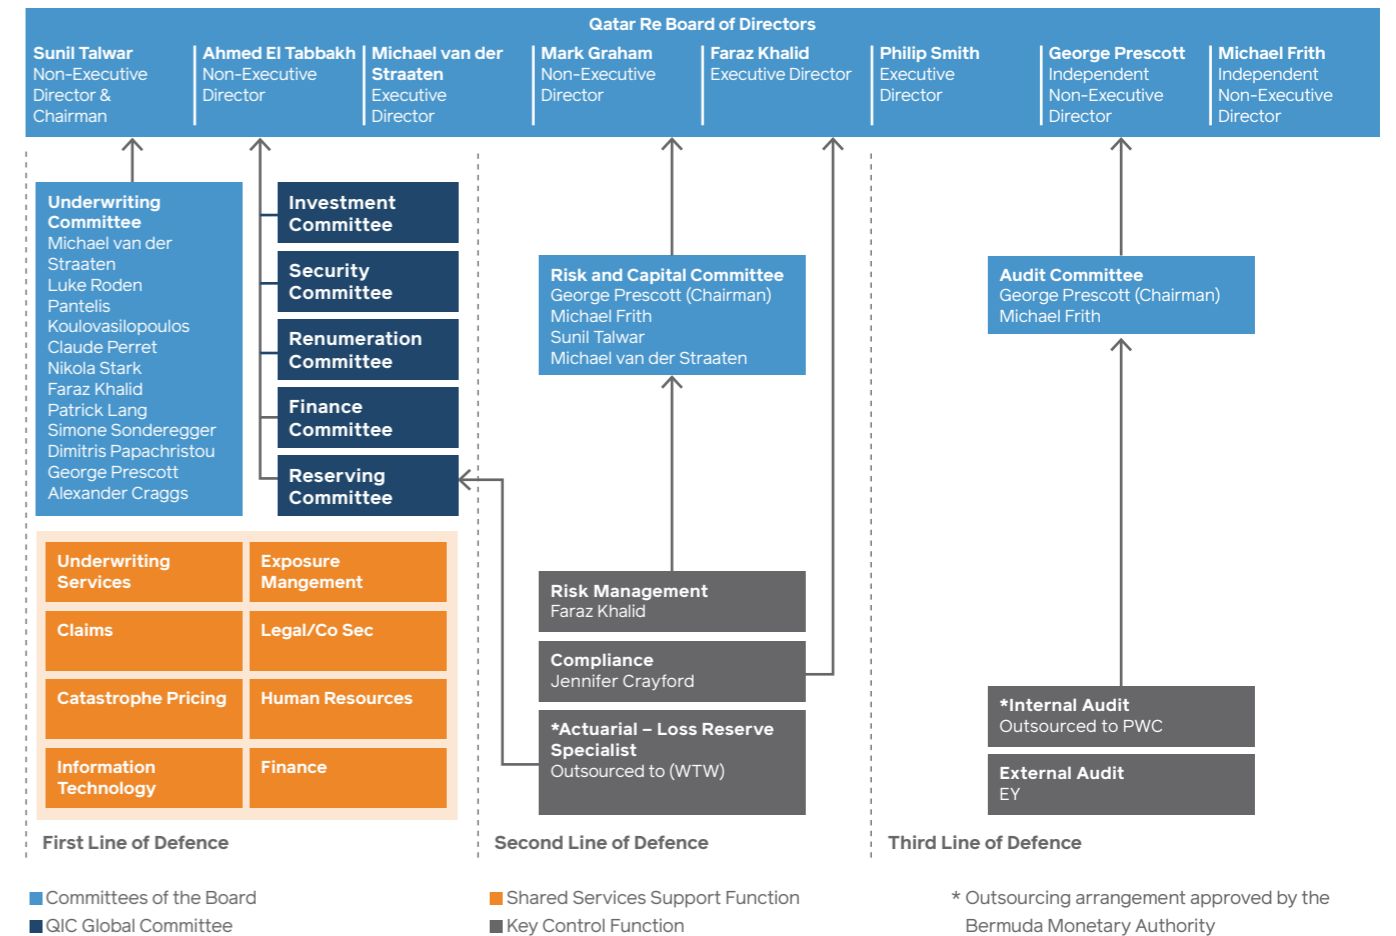 Qatar Re Board of Directors
Sunil Talwar
Non-Executive
Director &
Chairman
Ahmed El Tabbakh
Non-Executive
Director
Michael van der
Straaten
Executive
Director
Mark Graham
Non-Executive
Director
Faraz Khalid
Executive Director
Philip Smith
Executive
Director
George Prescott
Independent
Non-Executive
Director
Michael Frith
Independent
Non-Executive
Director
Underwriting
Committee
Michael van der
Straaten
Luke Roden
Pantelis
Koulovasilopoulos
Claude Perret
Nikola Stark
Faraz Khalid
Patrick Lang
Simone Sonderegger
Dimitris Papachristou
George Prescott
Alexander Craggs
Investment
Committee
Security
Committee
Renumeration
Committee
Finance
Committee
Reserving
Committee
Underwriting
Services
Exposure
Mangement
Claims
Legal/Co Sec
Catastrophe Pricing
Human Resources
Information
Technology
Finance
First Line of Defence
Risk and Capital Committee
George Prescott (Chairman)
Michael Frith
Sunil Talwar
Michael van der Straaten
Risk Management
Faraz Khalid
Compliance
Jennifer Crayford
*Actuarial – Loss Reserve
Specialist
Outsourced to (WTW)
Second Line of Defence
Audit Committee
George Prescott (Chairman)
Michael Frith
*Internal Audit
Outsourced to PWC
External Audit
EY
Third Line of Defence
Committees of the Board
QIC Global Committee
Shared Services Support Function
Key Control Function
* Outsourcing arrangement approved by the
Bermuda Monetary Authority